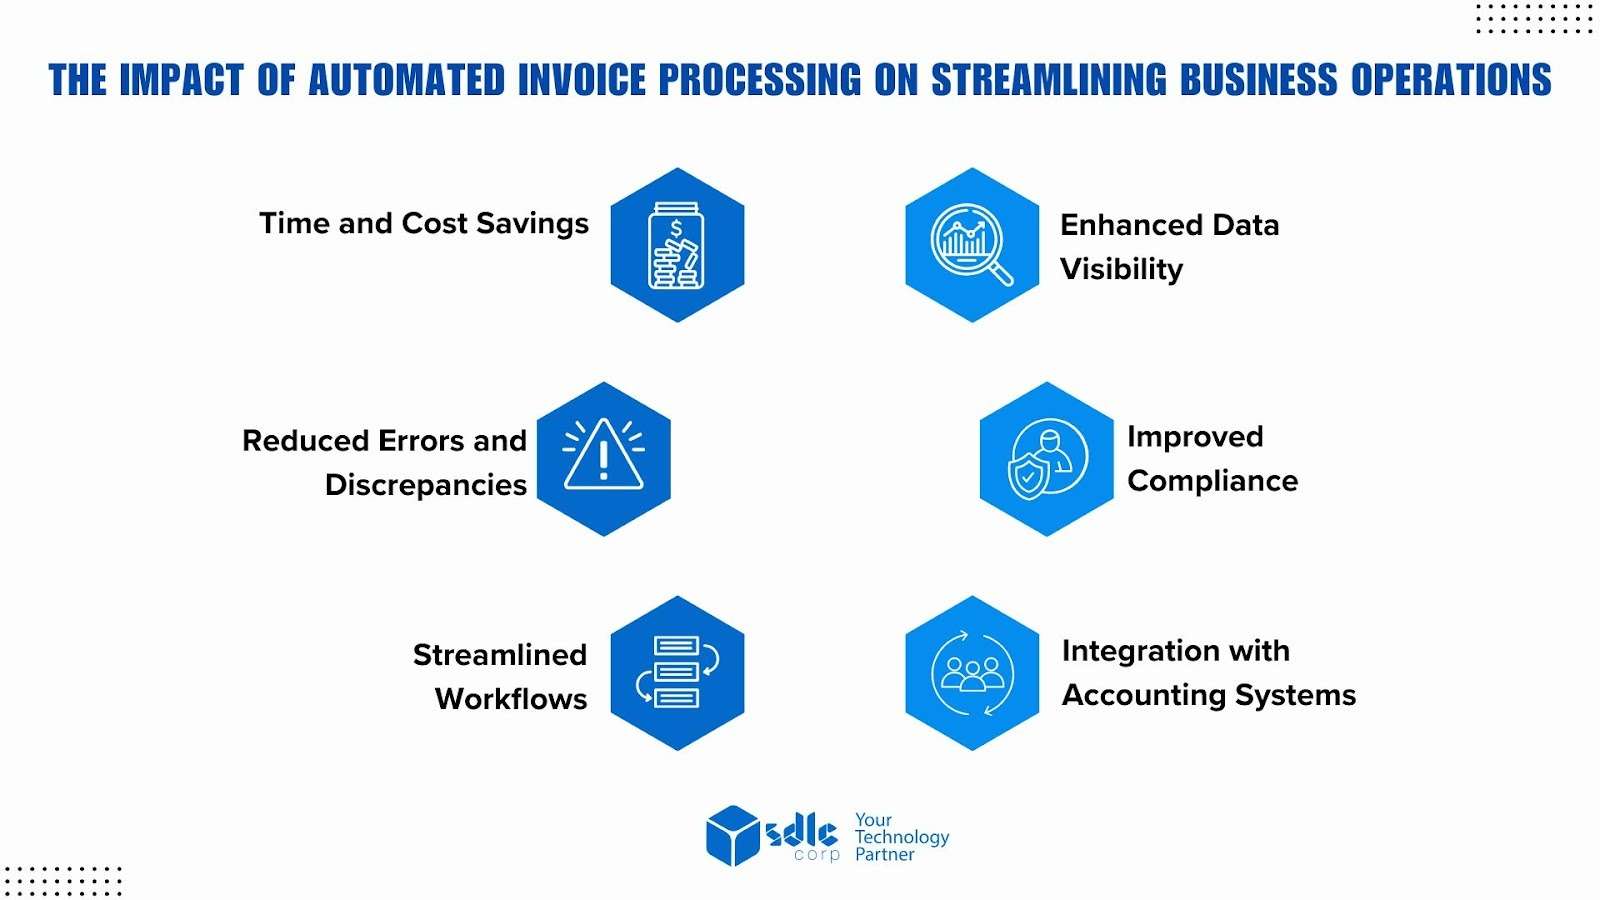 THE IMPACT OF AUTOMATED INVOICE PROCESSING ON STREAMLINING BUSINESS OPERATIONS
Time and Cost Savings
$
Enhanced Data
Visibility
Reduced Errors and
Discrepancies
!
Improved
Compliance
Streamlined
Workflows
Integration with
Accounting Systems
sdlc
corp
Your
Technology
Partner